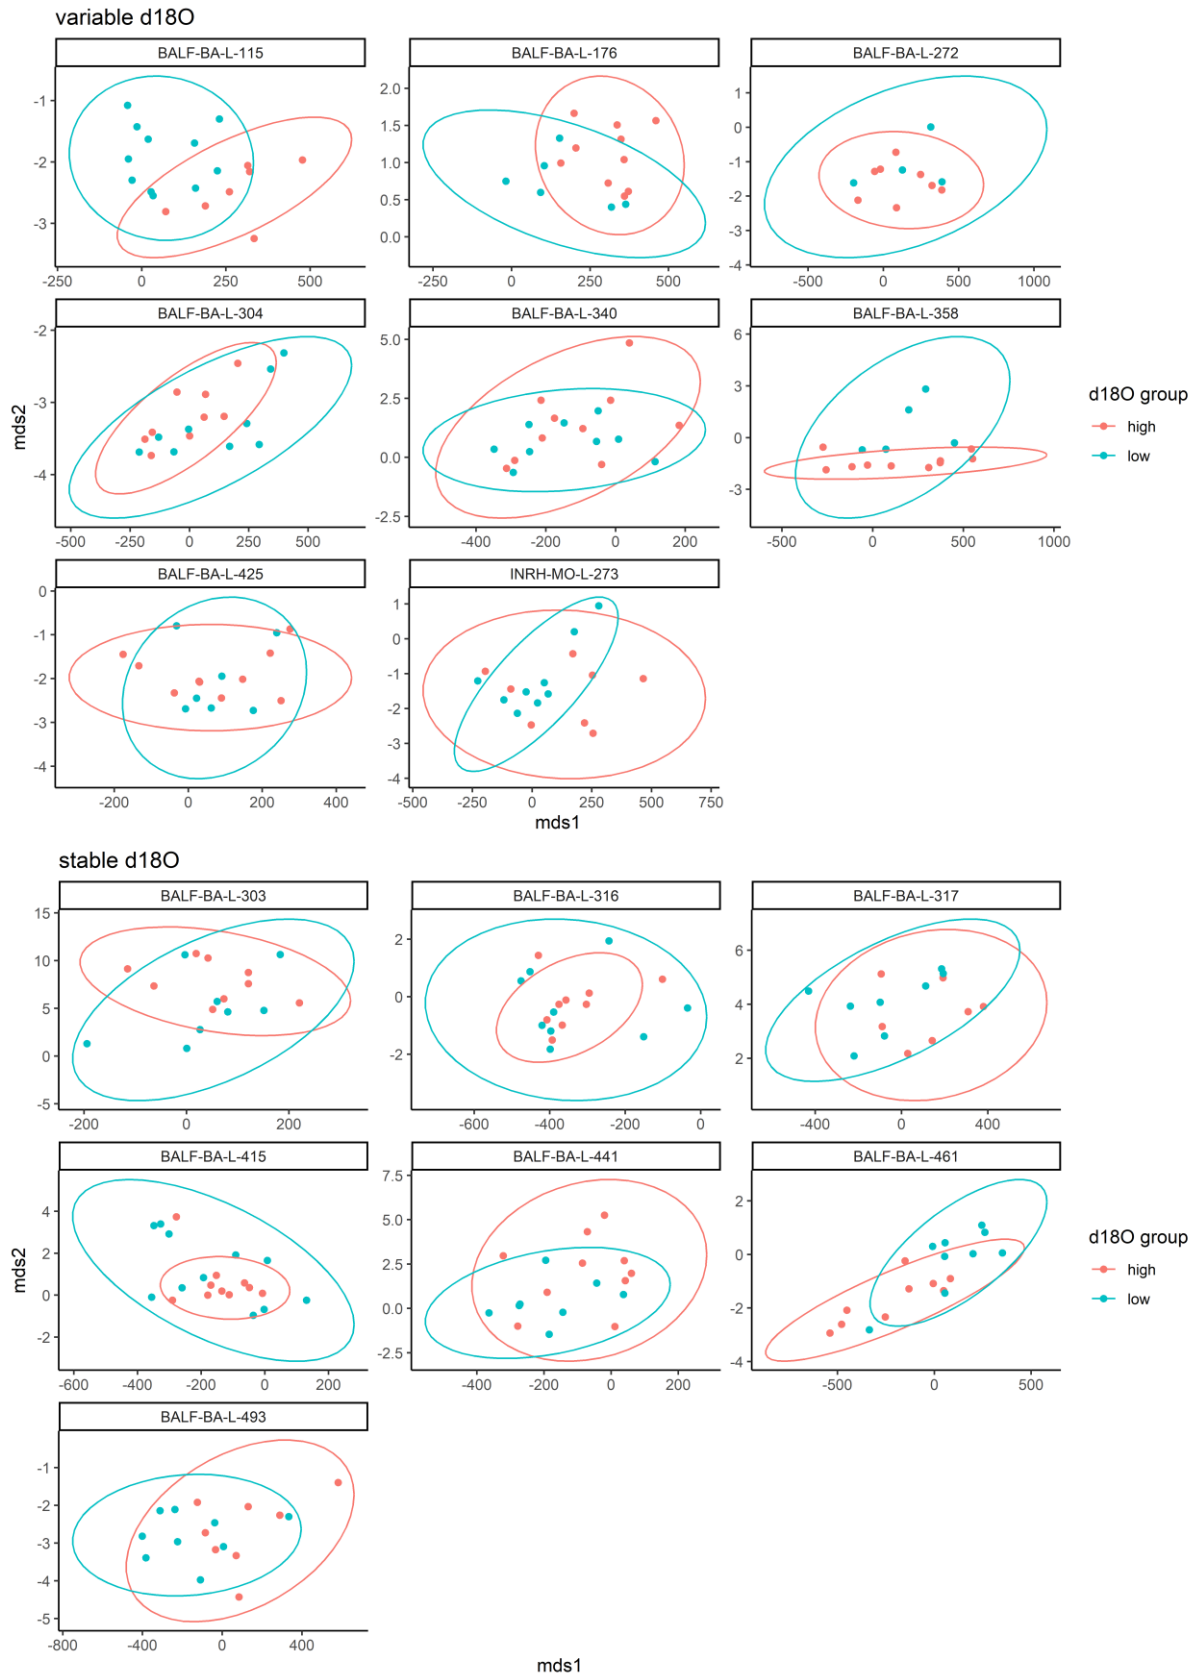 variable d18O
BALF-BA-L-115 BALF-BA-L-176 BALF-BA-L-272
-1
-2
-3
-250 0 250 500
2.0
1.5
1.0
0.5
0.0
-250 0 250 500
1
0
-1
-2
-3
-4
-500 0 500 1000
BALF-BA-L-304 BALF-BA-L-340 BALF-BA-L-358
-2
-3
-4
-500 -250 0 250 500
5.0
2.5
0.0
-2.5
-400 -200 0 200
6
3
0
-3
-500 0 500 1000
mds2
d18O group
high
low
BALF-BA-L-425 INRH-MO-L-273
0
-1
-2
-3
-4
-200 0 200 400
1
0
-1
-2
-3
-4
-500 -250 0 250 500 750
mds1
stable d18O
BALF-BA-L-303 BALF-BA-L-316 BALF-BA-L-317
15
10
5
0
-5
-200 0 200
2
0
-2
-600 -400 -200 0
6
4
2
-400 0 400
BALF-BA-L-415 BALF-BA-L-441 BALF-BA-L-461
4
2
0
-2
-600 -400 -200 0 200
7.5
5.0
2.5
0.0
-2.5
-400 -200 0 200
2
0
-2
-4
-500 0 500
mds2
d18O group
high
low
BALF-BA-L-493
-1
-2
-3
-4
-5
-800 -400 0 400
mds1